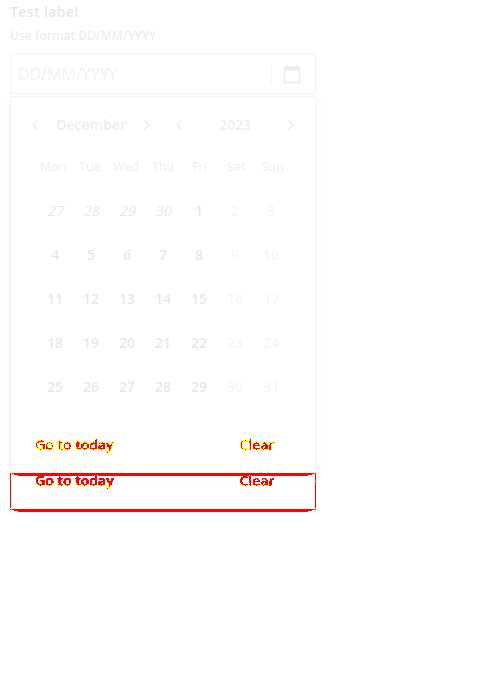 Test label
Use format DD/MM/YYYY
DD/MM/YYYY
December 2023
Mon Tue Wed Thu Fri Sat Sun
27 28 29 30 1 2 3
4 5 6 7 8 9 10
11 12 13 14 15 16 17
18 19 20 21 22 23 24
25 26 27 28 29 30 31
Go to today Clear
Go to today Clear